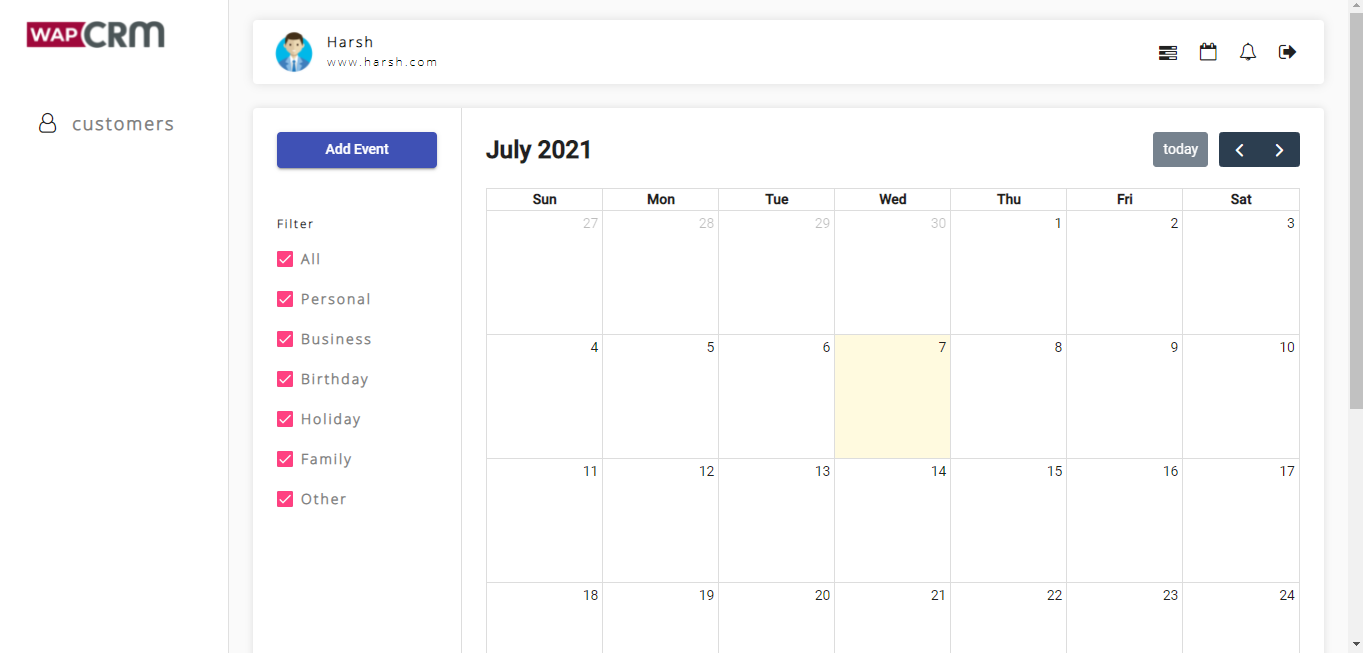 WAP CRM
customers
Harsh
www.harsh.com
Add Event
Filter
All
Personal
Business
Birthday
Holiday
Family
Other
July 2021
today
Sun Mon Tue Wed Thu Fri Sat
27 28 29 30 1 2 3
4 5 6 7 8 9 10
11 12 13 14 15 16 17
18 19 20 21 22 23 24